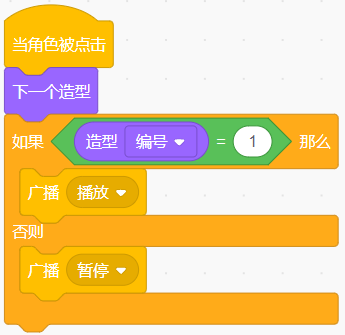 当角色被点击
下一个造型
如果 造型 编号 = 1 那么
广播 播放
否则
广播 暂停